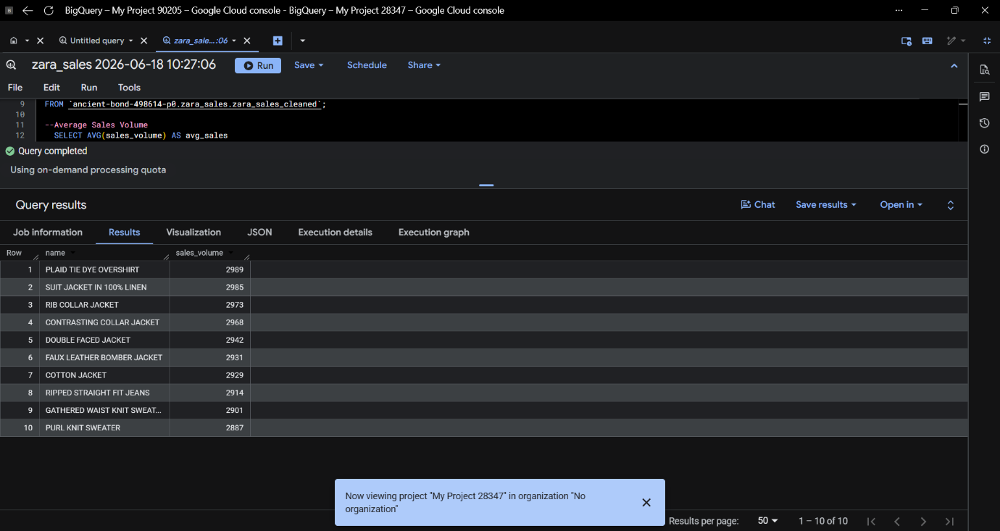 BigQuery – My Project 90205 – Google Cloud console - BigQuery – My Project 28347 – Google Cloud console
Untitled query
zara_sale...:06
zara_sales 2026-06-18 10:27:06
Run
Save
Schedule
Share
File Edit Run Tools
9 FROM `ancient-bond-498614-p0.zara_sales.zara_sales_cleaned`;
10
11 --Average Sales Volume
12 SELECT AVG(sales_volume) AS avg_sales
Query completed
Using on-demand processing quota
Query results
Chat
Save results
Open in
Job information Results Visualization JSON Execution details Execution graph
Row name sales_volume
1 PLAID TIE DYE OVERSHIRT 2989
2 SUIT JACKET IN 100% LINEN 2985
3 RIB COLLAR JACKET 2973
4 CONTRASTING COLLAR JACKET 2968
5 DOUBLE FACED JACKET 2942
6 FAUX LEATHER BOMBER JACKET 2931
7 COTTON JACKET 2929
8 RIPPED STRAIGHT FIT JEANS 2914
9 GATHERED WAIST KNIT SWEAT... 2901
10 PURL KNIT SWEATER 2887
Now viewing project "My Project 28347" in organization "No
organization"
Results per page: 50 1 – 10 of 10